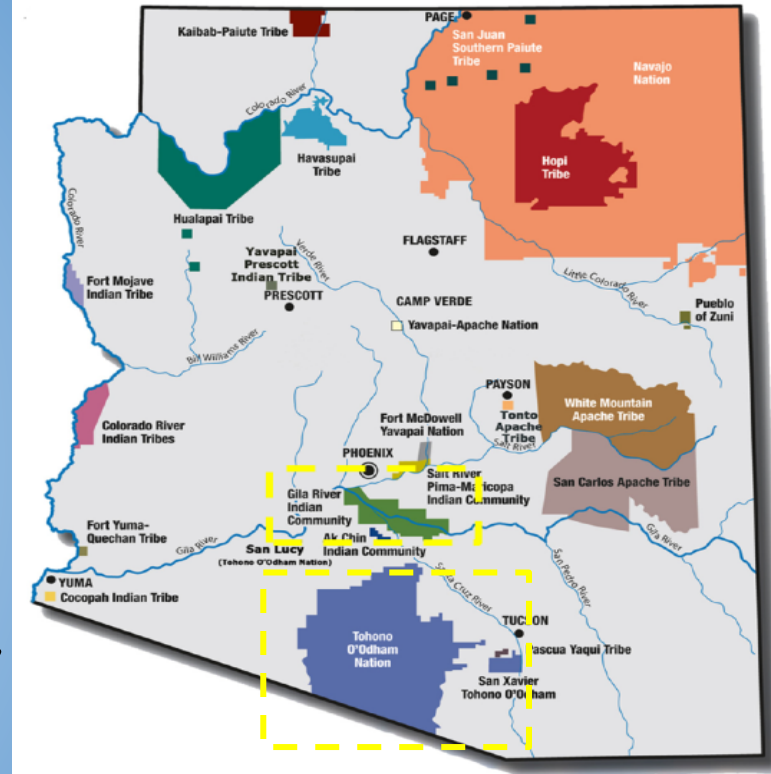 PAGE
Kaibab-Paiute Tribe
San Juan
Southern Paiute
Tribe
Navajo
Nation
Colorado River
Havasupai
Tribe
Hopi
Tribe
Colorado River
Hualapai Tribe
Verde River
FLAGSTAFF
Yavapai
Prescott
Indian Tribe
PRESCOTT
Fort Mojave
Indian Tribe
Little Colorado River
CAMP VERDE
Yavapai-Apache Nation
Pueblo
of Zuni
Bill Williams River
PAYSON
Tonto
Apache
Tribe
White Mountain
Apache Tribe
Colorado River
Indian Tribes
Fort McDowell
Yavapai Nation
Salt River
PHOENIX
Salt River
Pima-Maricopa
Indian Community
San Carlos Apache Tribe
Gila River
Indian
Community
Fort Yuma-
Quechan Tribe
Gila River
Ak Chin
Indian Community
San Lucy
(Tohono O'Odham Nation)
Gila River
San Pedro River
Santa Cruz River
YUMA
Cocopah Indian Tribe
TUCSON
Tohono
O'Odham
Nation
Pascua Yaqui Tribe
San Xavier
Tohono O'Odham